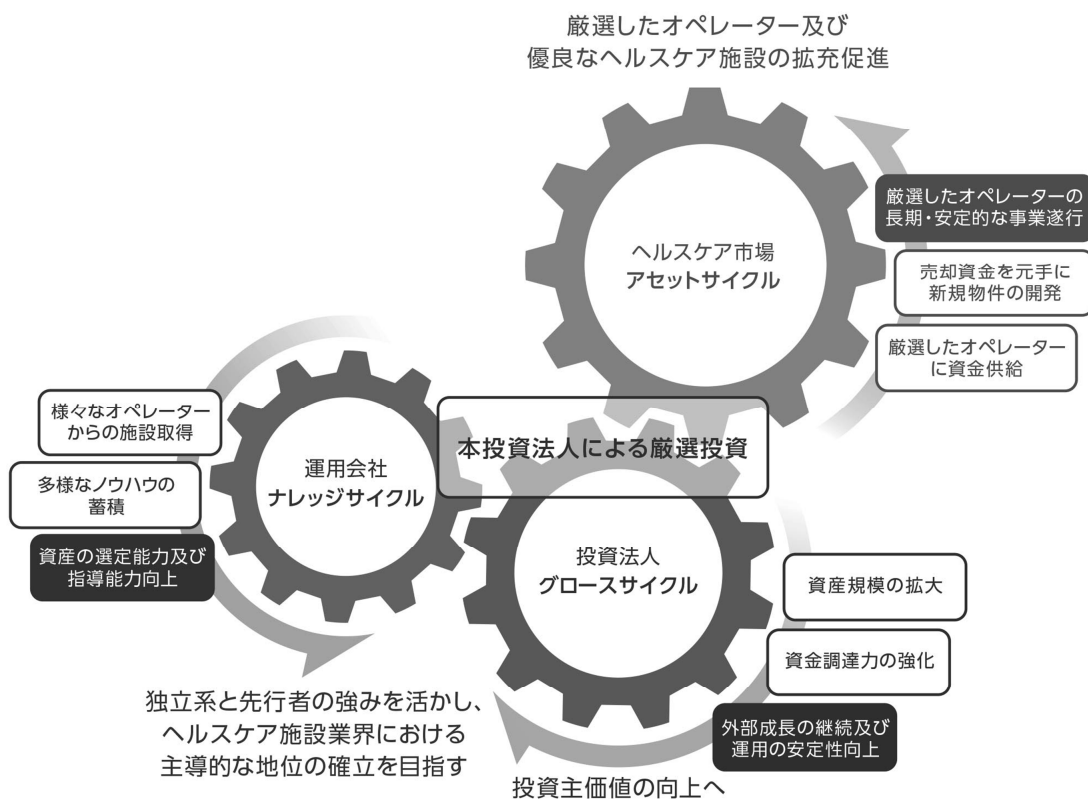 厳選したオペレーター及び
優良なヘルスケア施設の拡充促進
ヘルスケア市場
アセットサイクル
厳選したオペレーターの
長期・安定的な事業遂行
売却資金を元手に
新規物件の開発
厳選したオペレーター
に資金供給
本投資法人による厳選投資
様々なオペレーター
からの施設取得
多様なノウハウの
蓄積
資産の選定能力及び
指導能力向上
運用会社
ナレッジサイクル
独立系と先行者の強みを活かし、
ヘルスケア施設業界における
主導的な地位の確立を目指す
投資法人
グロースサイクル
資産規模の拡大
資金調達力の強化
外部成長の継続及び
運用の安定性向上
投資主価値の向上へ